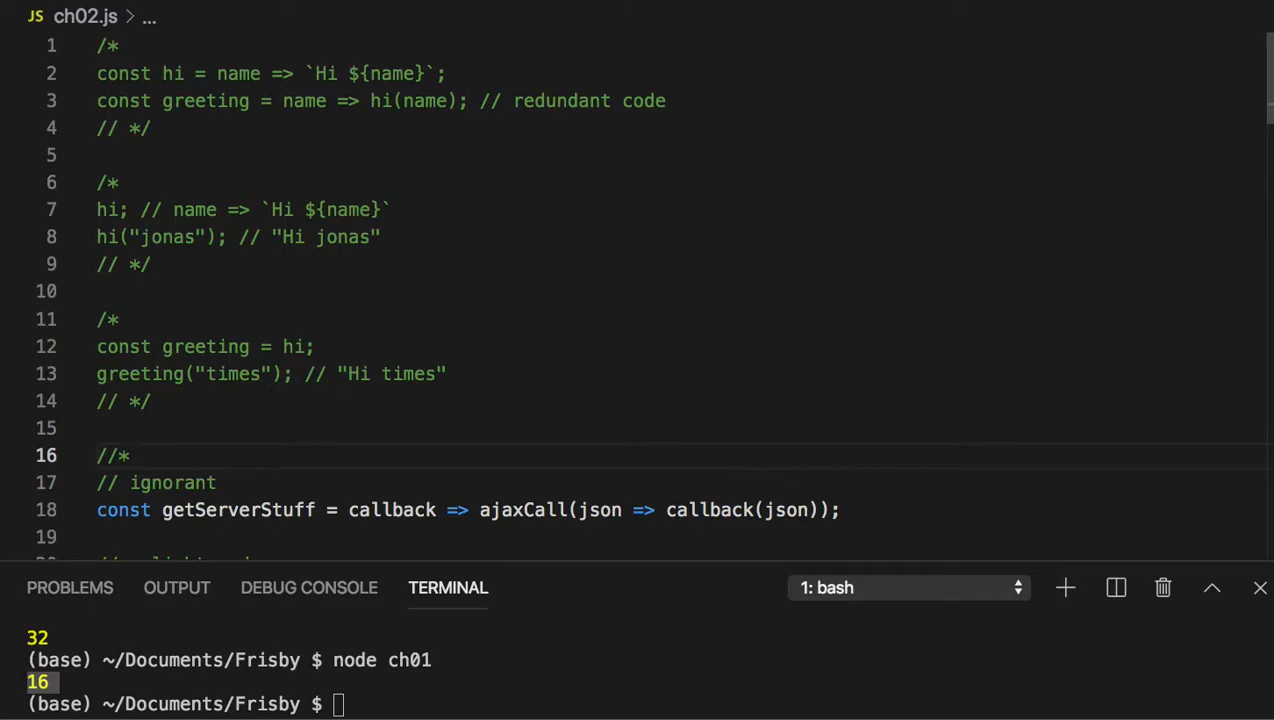 JS ch02.js > ...
1 /*
2 const hi = name => `Hi ${name}`;
3 const greeting = name => hi(name); // redundant code
4 // */
5
6 /*
7 hi; // name => `Hi ${name}`
8 hi("jonas"); // "Hi jonas"
9 // */
10
11 /*
12 const greeting = hi;
13 greeting("times"); // "Hi times"
14 // */
15
16 //*
17 // ignorant
18 const getServerStuff = callback => ajaxCall(json => callback(json));
19
PROBLEMS OUTPUT DEBUG CONSOLE TERMINAL 1: bash
32
(base) ~/Documents/Frisby $ node ch01
16
(base) ~/Documents/Frisby $